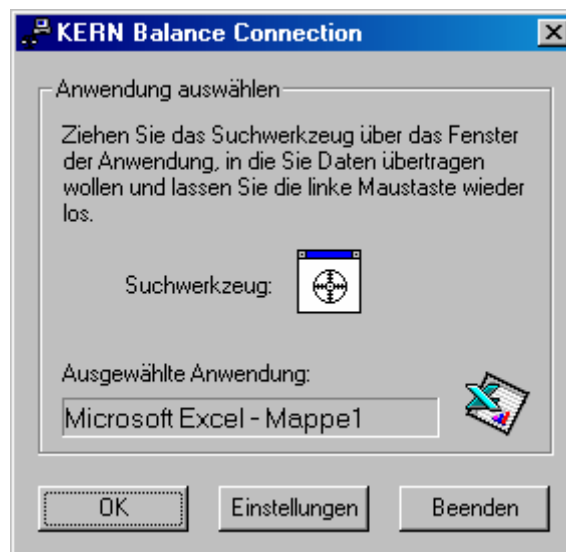 KERN Balance Connection
Anwendung auswählen
Ziehen Sie das Suchwerkzeug über das Fenster
der Anwendung, in die Sie Daten übertragen
wollen und lassen Sie die linke Maustaste wieder
los.
Suchwerkzeug:
Ausgewählte Anwendung:
Microsoft Excel - Mappe1
OK Einstellungen Beenden